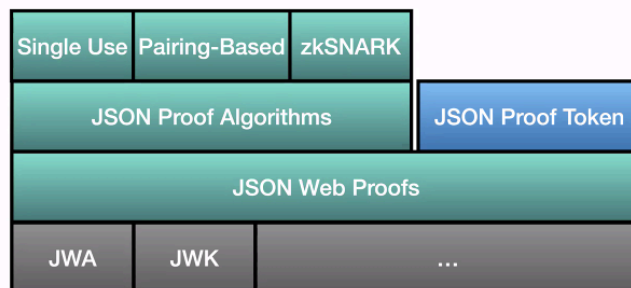 Single Use Pairing-Based zkSNARK
JSON Proof Algorithms JSON Proof Token
JSON Web Proofs
JWA JWK ...